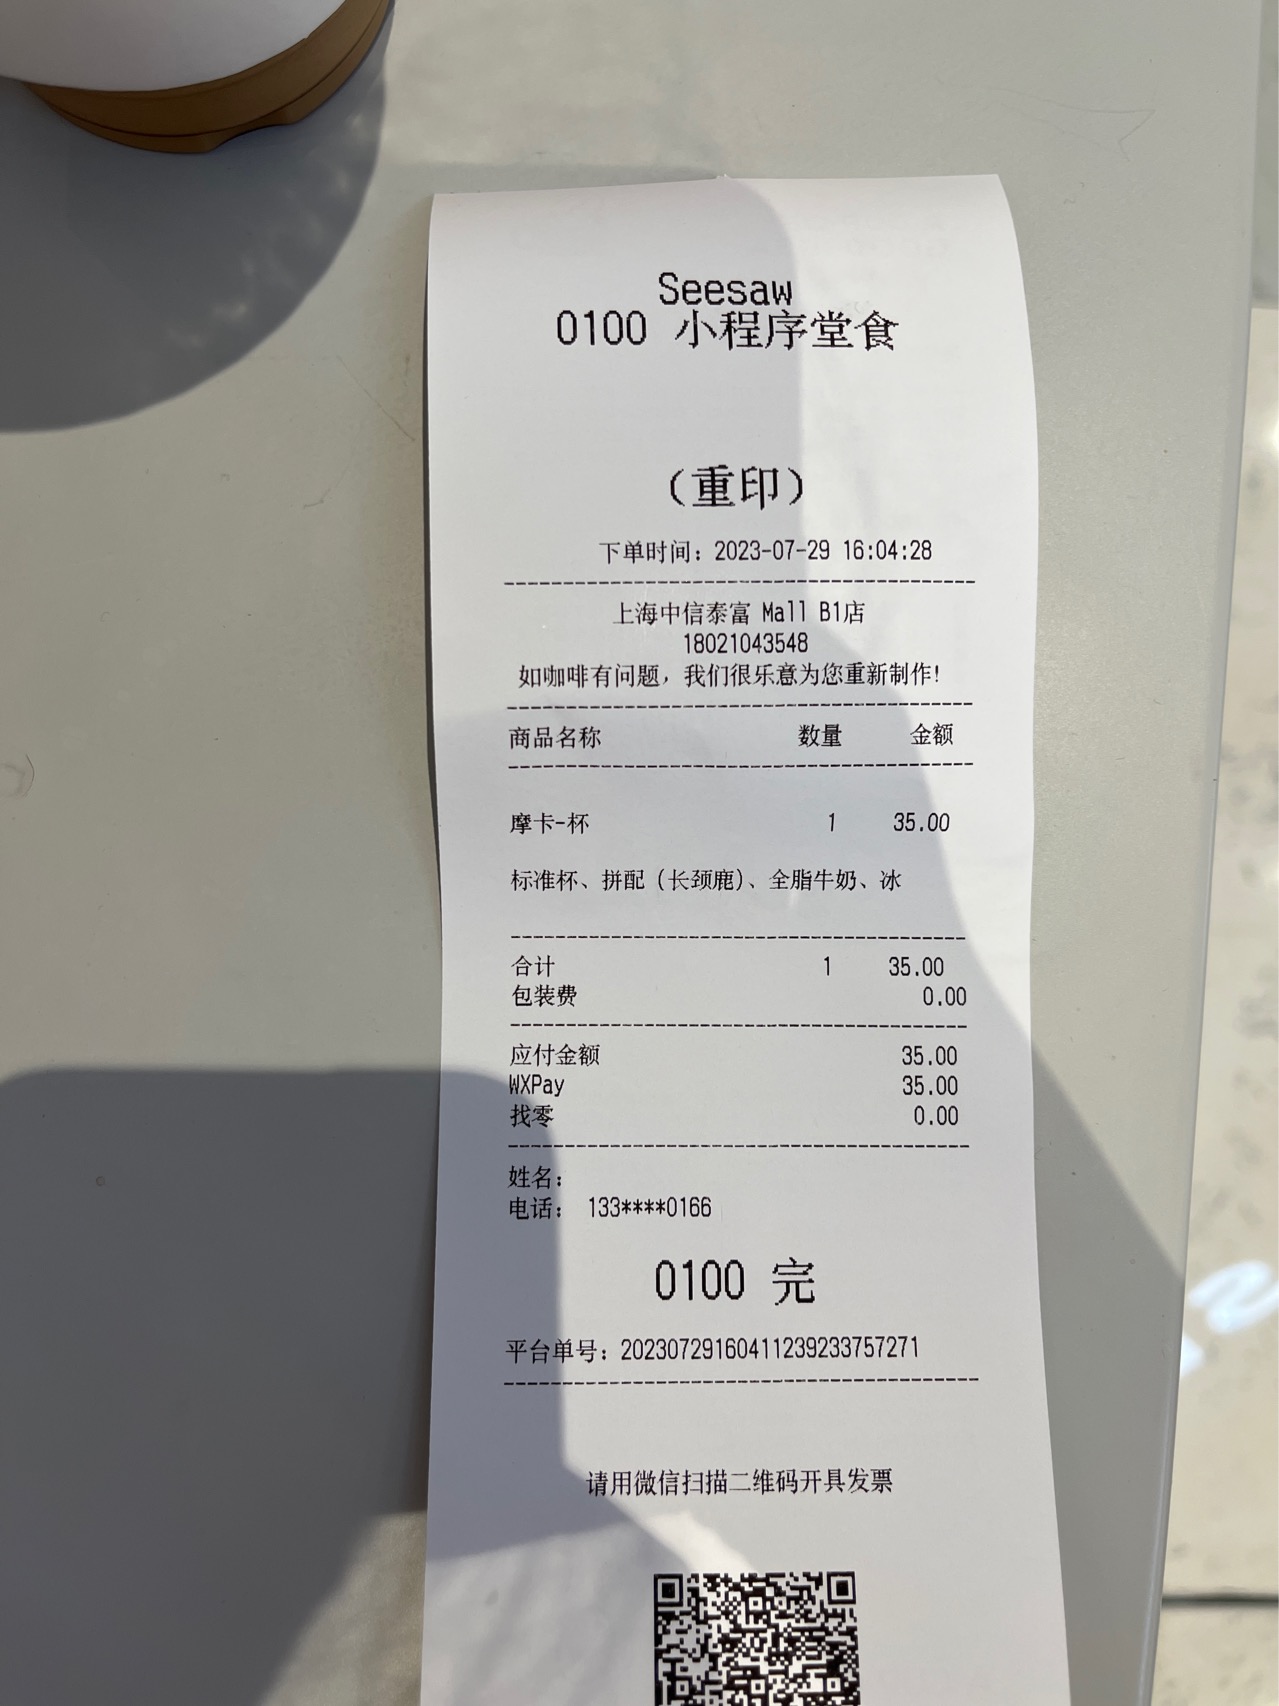 Seesaw
0100 小程序堂食
（重印）
下单时间：2023-07-29 16:04:28
上海中信泰富 Mall B1店
18021043548
如咖啡有问题，我们很乐意为您重新制作！
商品名称 数量 金额
摩卡-杯 1 35.00
标准杯、拼配（长颈鹿）、全脂牛奶、冰
合计 1 35.00
包装费 0.00
应付金额 35.00
WXPay 35.00
找零 0.00
姓名：
电话： 133****0166
0100 完
平台单号：20230729160411239233757271
请用微信扫描二维码开具发票